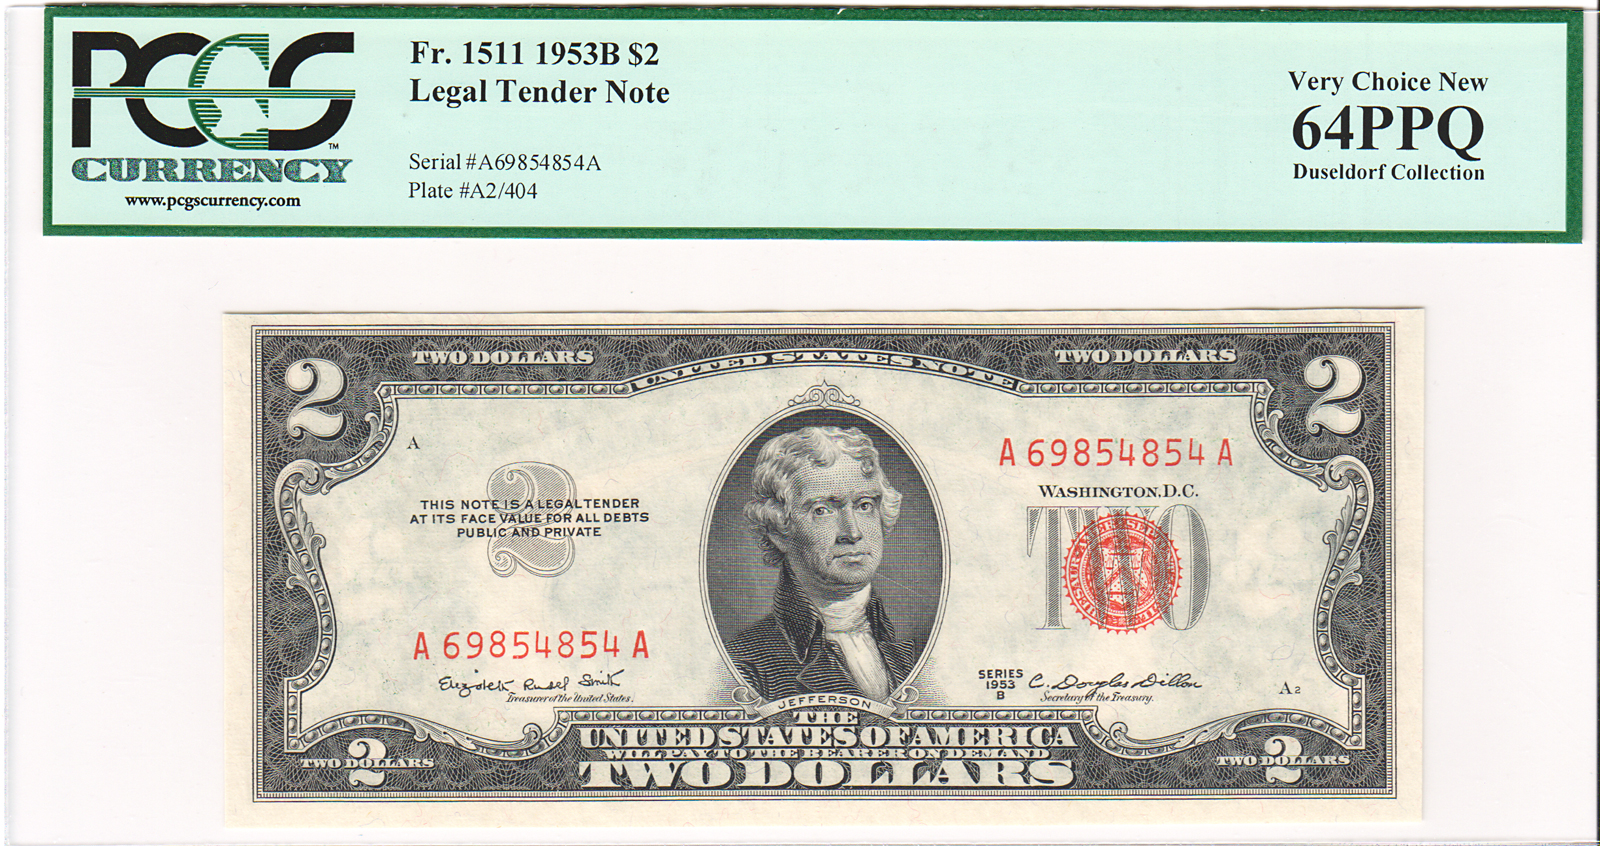 PCGS
TM
CURRENCY
www.pcgscurrency.com
Fr. 1511 1953B $2
Legal Tender Note
Serial #A69854854A
Plate #A2/404
Very Choice New
64PPQ
Duseldorf Collection
2
TWO DOLLARS
UNITED STATES NOTE
TWO DOLLARS
2
A
A 69854854 A
WASHINGTON, D.C.
2
THIS NOTE IS A LEGAL TENDER
AT ITS FACE VALUE FOR ALL DEBTS
PUBLIC AND PRIVATE
TWO
A 69854854 A
Elizabeth Rudel Smith
Treasurer of the United States.
SERIES
1953
B
C. Douglas Dillon
Secretary of the Treasury.
A2
JEFFERSON
THE
UNITED STATES OF AMERICA
WILL PAY TO THE BEARER ON DEMAND
TWO DOLLARS
2
TWO DOLLARS
2
TWO DOLLARS